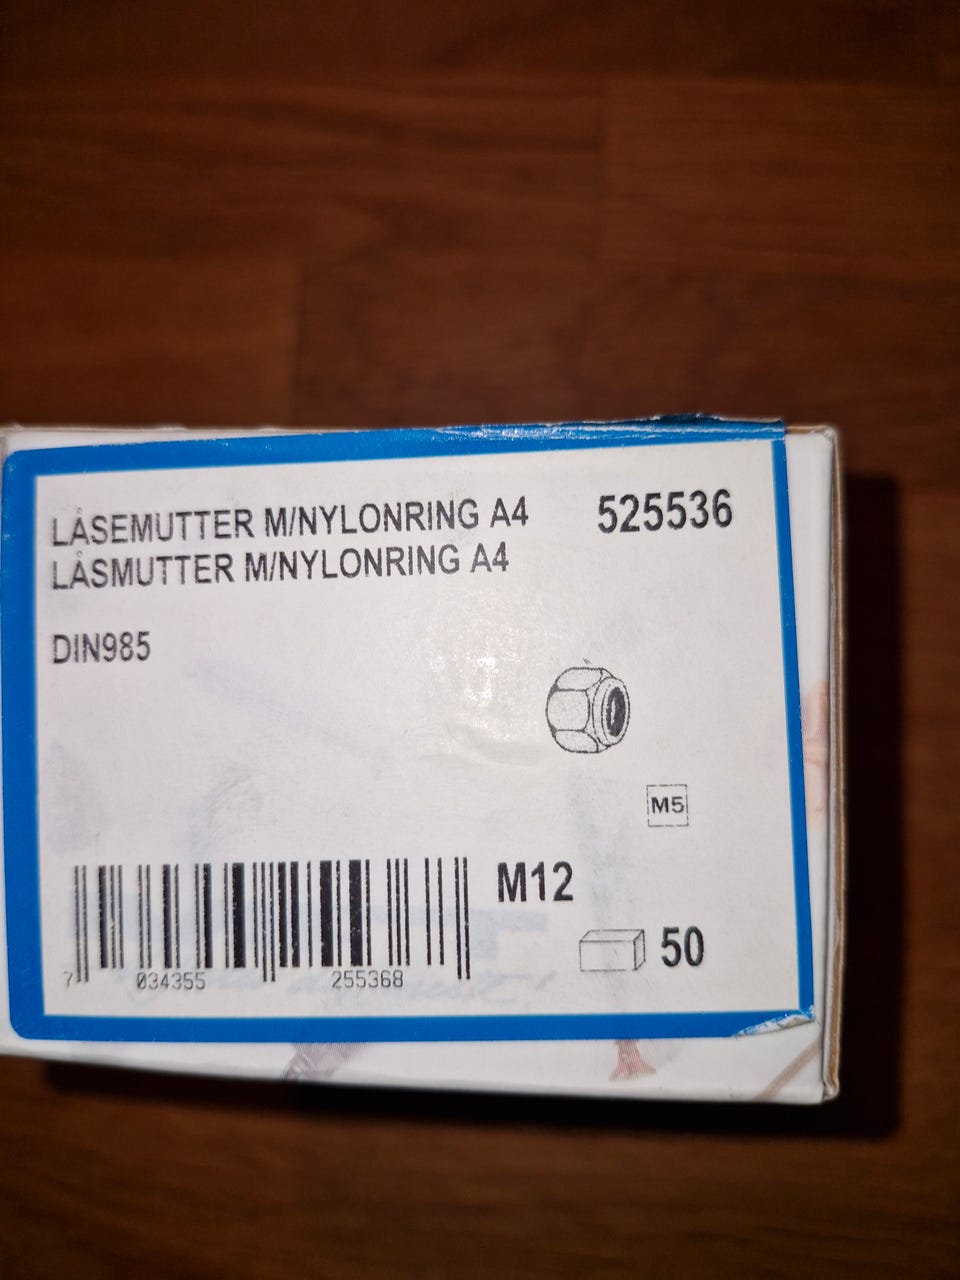 LÅSEMUTTER M/NYLONRING A4 525536
LÅSMUTTER M/NYLONRING A4
DIN985
M5
M12
50
7 034355 255368